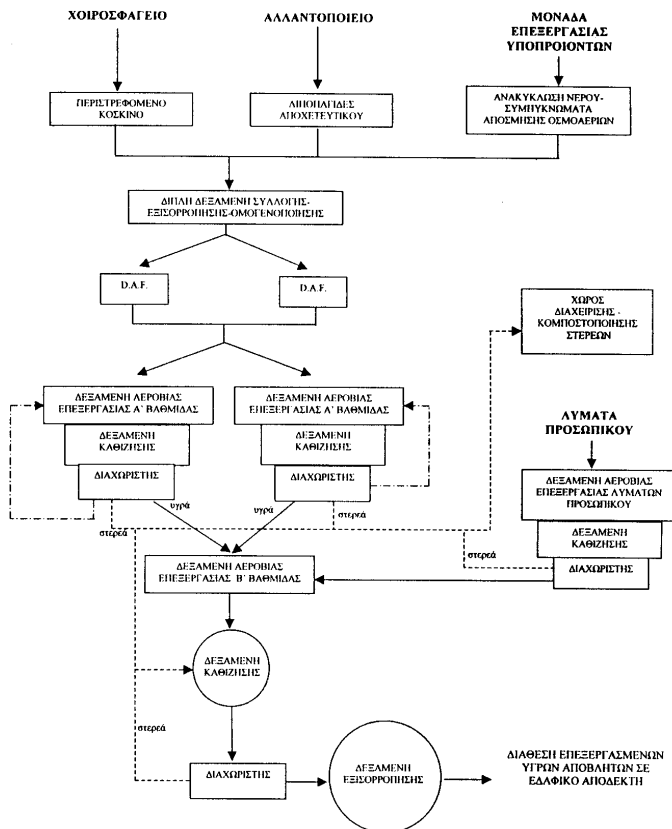 ΧΟΙΡΟΣΦΑΓΕΙΟ
ΑΛΛΑΝΤΟΠΟΙΕΙΟ
ΜΟΝΑΔΑ
ΕΠΕΞΕΡΓΑΣΙΑΣ
ΥΠΟΠΡΟΙΟΝΤΩΝ
ΠΕΡΙΣΤΡΕΦΟΜΕΝΟ
ΚΟΣΚΙΝΟ
ΛΙΠΟΠΑΓΙΔΕΣ
ΑΠΟΧΕΤΕΥΤΙΚΟΥ
ΑΝΑΚΥΚΛΩΣΗ ΝΕΡΟΥ-
ΣΥΜΠΥΚΝΩΜΑΤΑ
ΑΠΟΣΜΗΣΗΣ ΟΣΜΟΑΕΡΙΩΝ
ΔΙΠΛΗ ΔΕΞΑΜΕΝΗ ΣΥΛΛΟΓΗΣ-
ΕΞΙΣΟΡΡΟΠΗΣΗΣ-ΟΜΟΓΕΝΟΠΟΙΗΣΗΣ
D.A.F.
D.A.F.
ΧΩΡΟΣ
ΔΙΑΧΕΙΡΙΣΗΣ -
ΚΟΜΠΟΣΤΟΠΟΙΗΣΗΣ
ΣΤΕΡΕΩΝ
ΔΕΞΑΜΕΝΗ ΑΕΡΟΒΙΑΣ
ΕΠΕΞΕΡΓΑΣΙΑΣ Α' ΒΑΘΜΙΔΑΣ
ΔΕΞΑΜΕΝΗ
ΚΑΘΙΖΗΣΗΣ
ΔΙΑΧΩΡΙΣΤΗΣ
ΔΕΞΑΜΕΝΗ ΑΕΡΟΒΙΑΣ
ΕΠΕΞΕΡΓΑΣΙΑΣ Α' ΒΑΘΜΙΔΑΣ
ΔΕΞΑΜΕΝΗ
ΚΑΘΙΖΗΣΗΣ
ΔΙΑΧΩΡΙΣΤΗΣ
ΛΥΜΑΤΑ
ΠΡΟΣΩΠΙΚΟΥ
ΔΕΞΑΜΕΝΗ ΑΕΡΟΒΙΑΣ
ΕΠΕΞΕΡΓΑΣΙΑΣ ΛΥΜΑΤΩΝ
ΠΡΟΣΩΠΙΚΟΥ
ΔΕΞΑΜΕΝΗ
ΚΑΘΙΖΗΣΗΣ
ΔΙΑΧΩΡΙΣΤΗΣ
στερεά
υγρά
υγρά
στερεά
στερεά
ΔΕΞΑΜΕΝΗ ΑΕΡΟΒΙΑΣ
ΕΠΕΞΕΡΓΑΣΙΑΣ Β' ΒΑΘΜΙΔΑΣ
ΔΕΞΑΜΕΝΗ
ΚΑΘΙΖΗΣΗΣ
στερεά
ΔΙΑΧΩΡΙΣΤΗΣ
ΔΕΞΑΜΕΝΗ
ΕΞΙΣΟΡΡΟΠΗΣΗΣ
ΔΙΑΘΕΣΗ ΕΠΕΞΕΡΓΑΣΜΕΝΩΝ
ΥΓΡΩΝ ΑΠΟΒΛΗΤΩΝ ΣΕ
ΕΔΑΦΙΚΟ ΑΠΟΔΕΚΤΗ